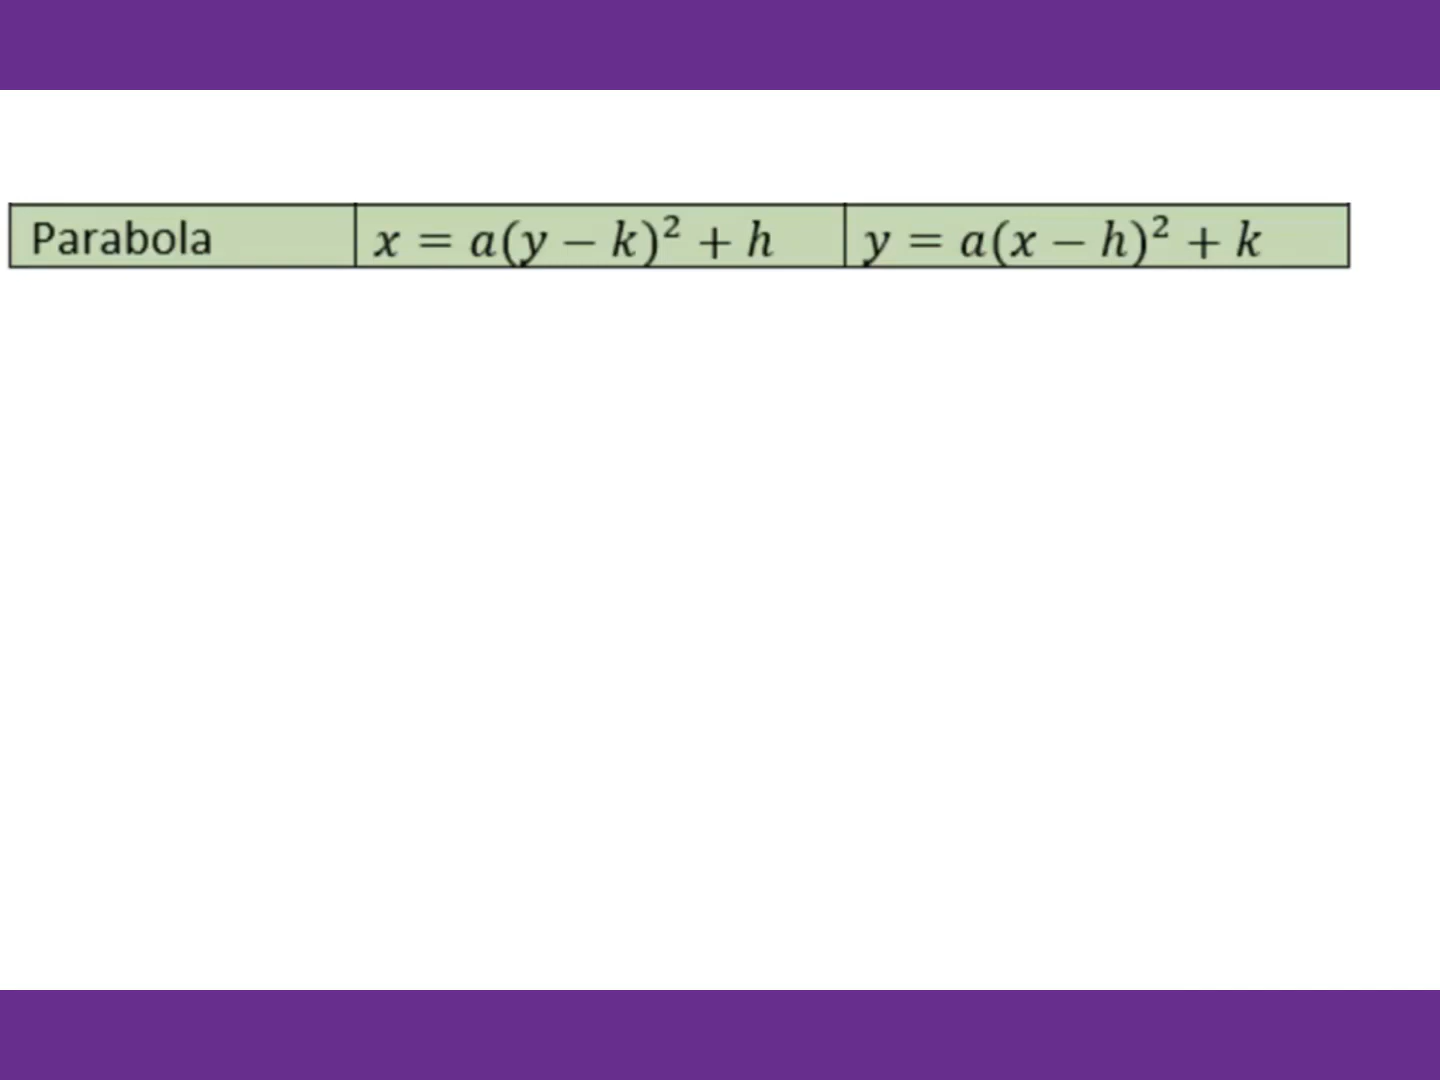 Parabola x = a(y − k)² + h y = a(x − h)² + k